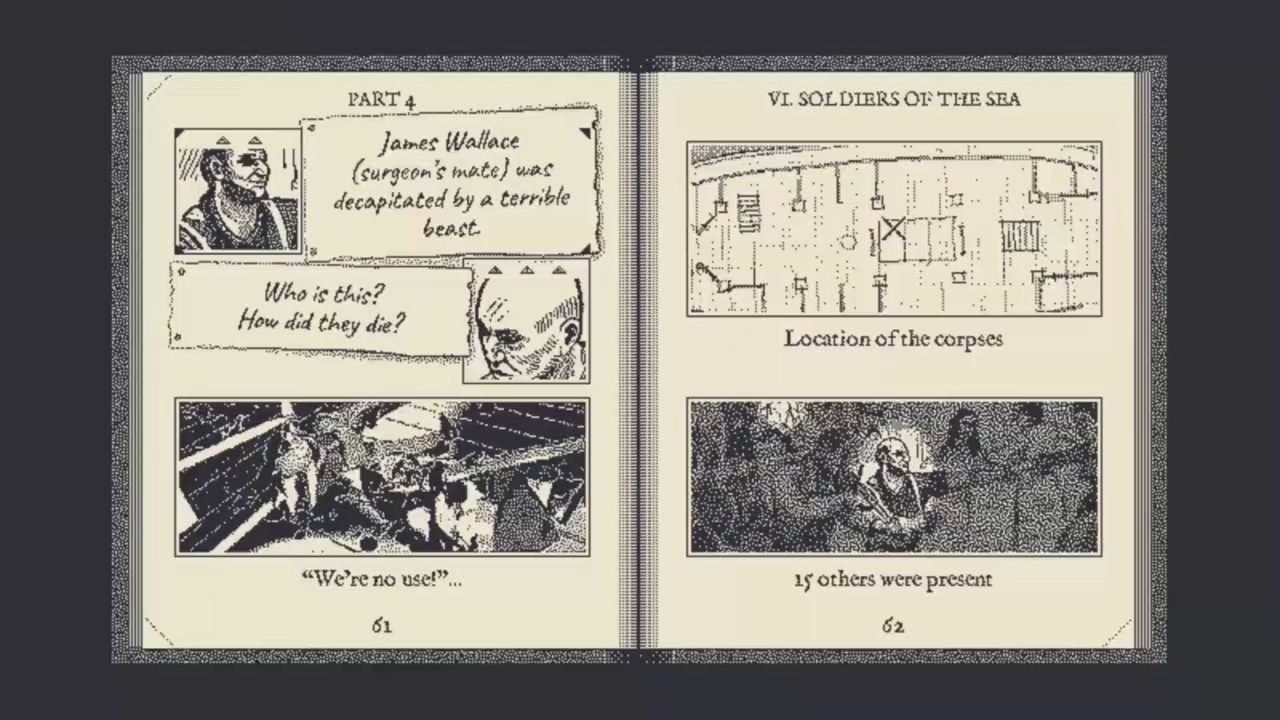 PART 4
James Wallace
(surgeon's mate) was
decapitated by a terrible
beast.
Who is this?
How did they die?
"We're no use!"...
61
VI. SOLDIERS OF THE SEA
Location of the corpses
15 others were present
62